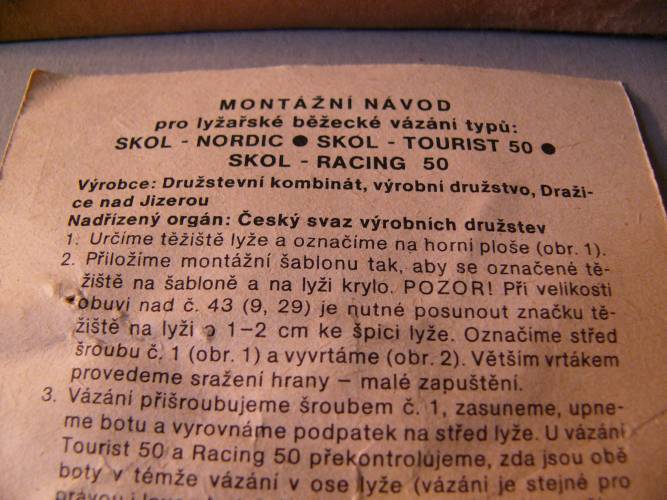 MONTÁŽNÍ NÁVOD
pro lyžařské běžecké vázání typů:
SKOL - NORDIC ● SKOL - TOURIST 50 ●
SKOL - RACING 50
Výrobce: Družstevní kombinát, výrobní družstvo, Draži-
ce nad Jizerou
Nadřízený orgán: Český svaz výrobních družstev
1. Určíme těžiště lyže a označíme na horní ploše (obr. 1).
2. Přiložíme montážní šablonu tak, aby se označené tě-
žiště na šabloně a na lyži krylo. POZOR! Při velikosti
obuvi nad č. 43 (9, 29) je nutné posunout značku tě-
žiště na lyži o 1–2 cm ke špici lyže. Označíme střed
šroubu č. 1 (obr. 1) a vyvrtáme (obr. 2). Větším vrtákem
provedeme sražení hrany – malé zapuštění.
3. Vázání přišroubujeme šroubem č. 1, zasuneme, upne-
me botu a vyrovnáme podpatek na střed lyže. U vázání
Tourist 50 a Racing 50 překontrolujeme, zda jsou obě
boty v témže vázání v ose lyže (vázání je stejné pro